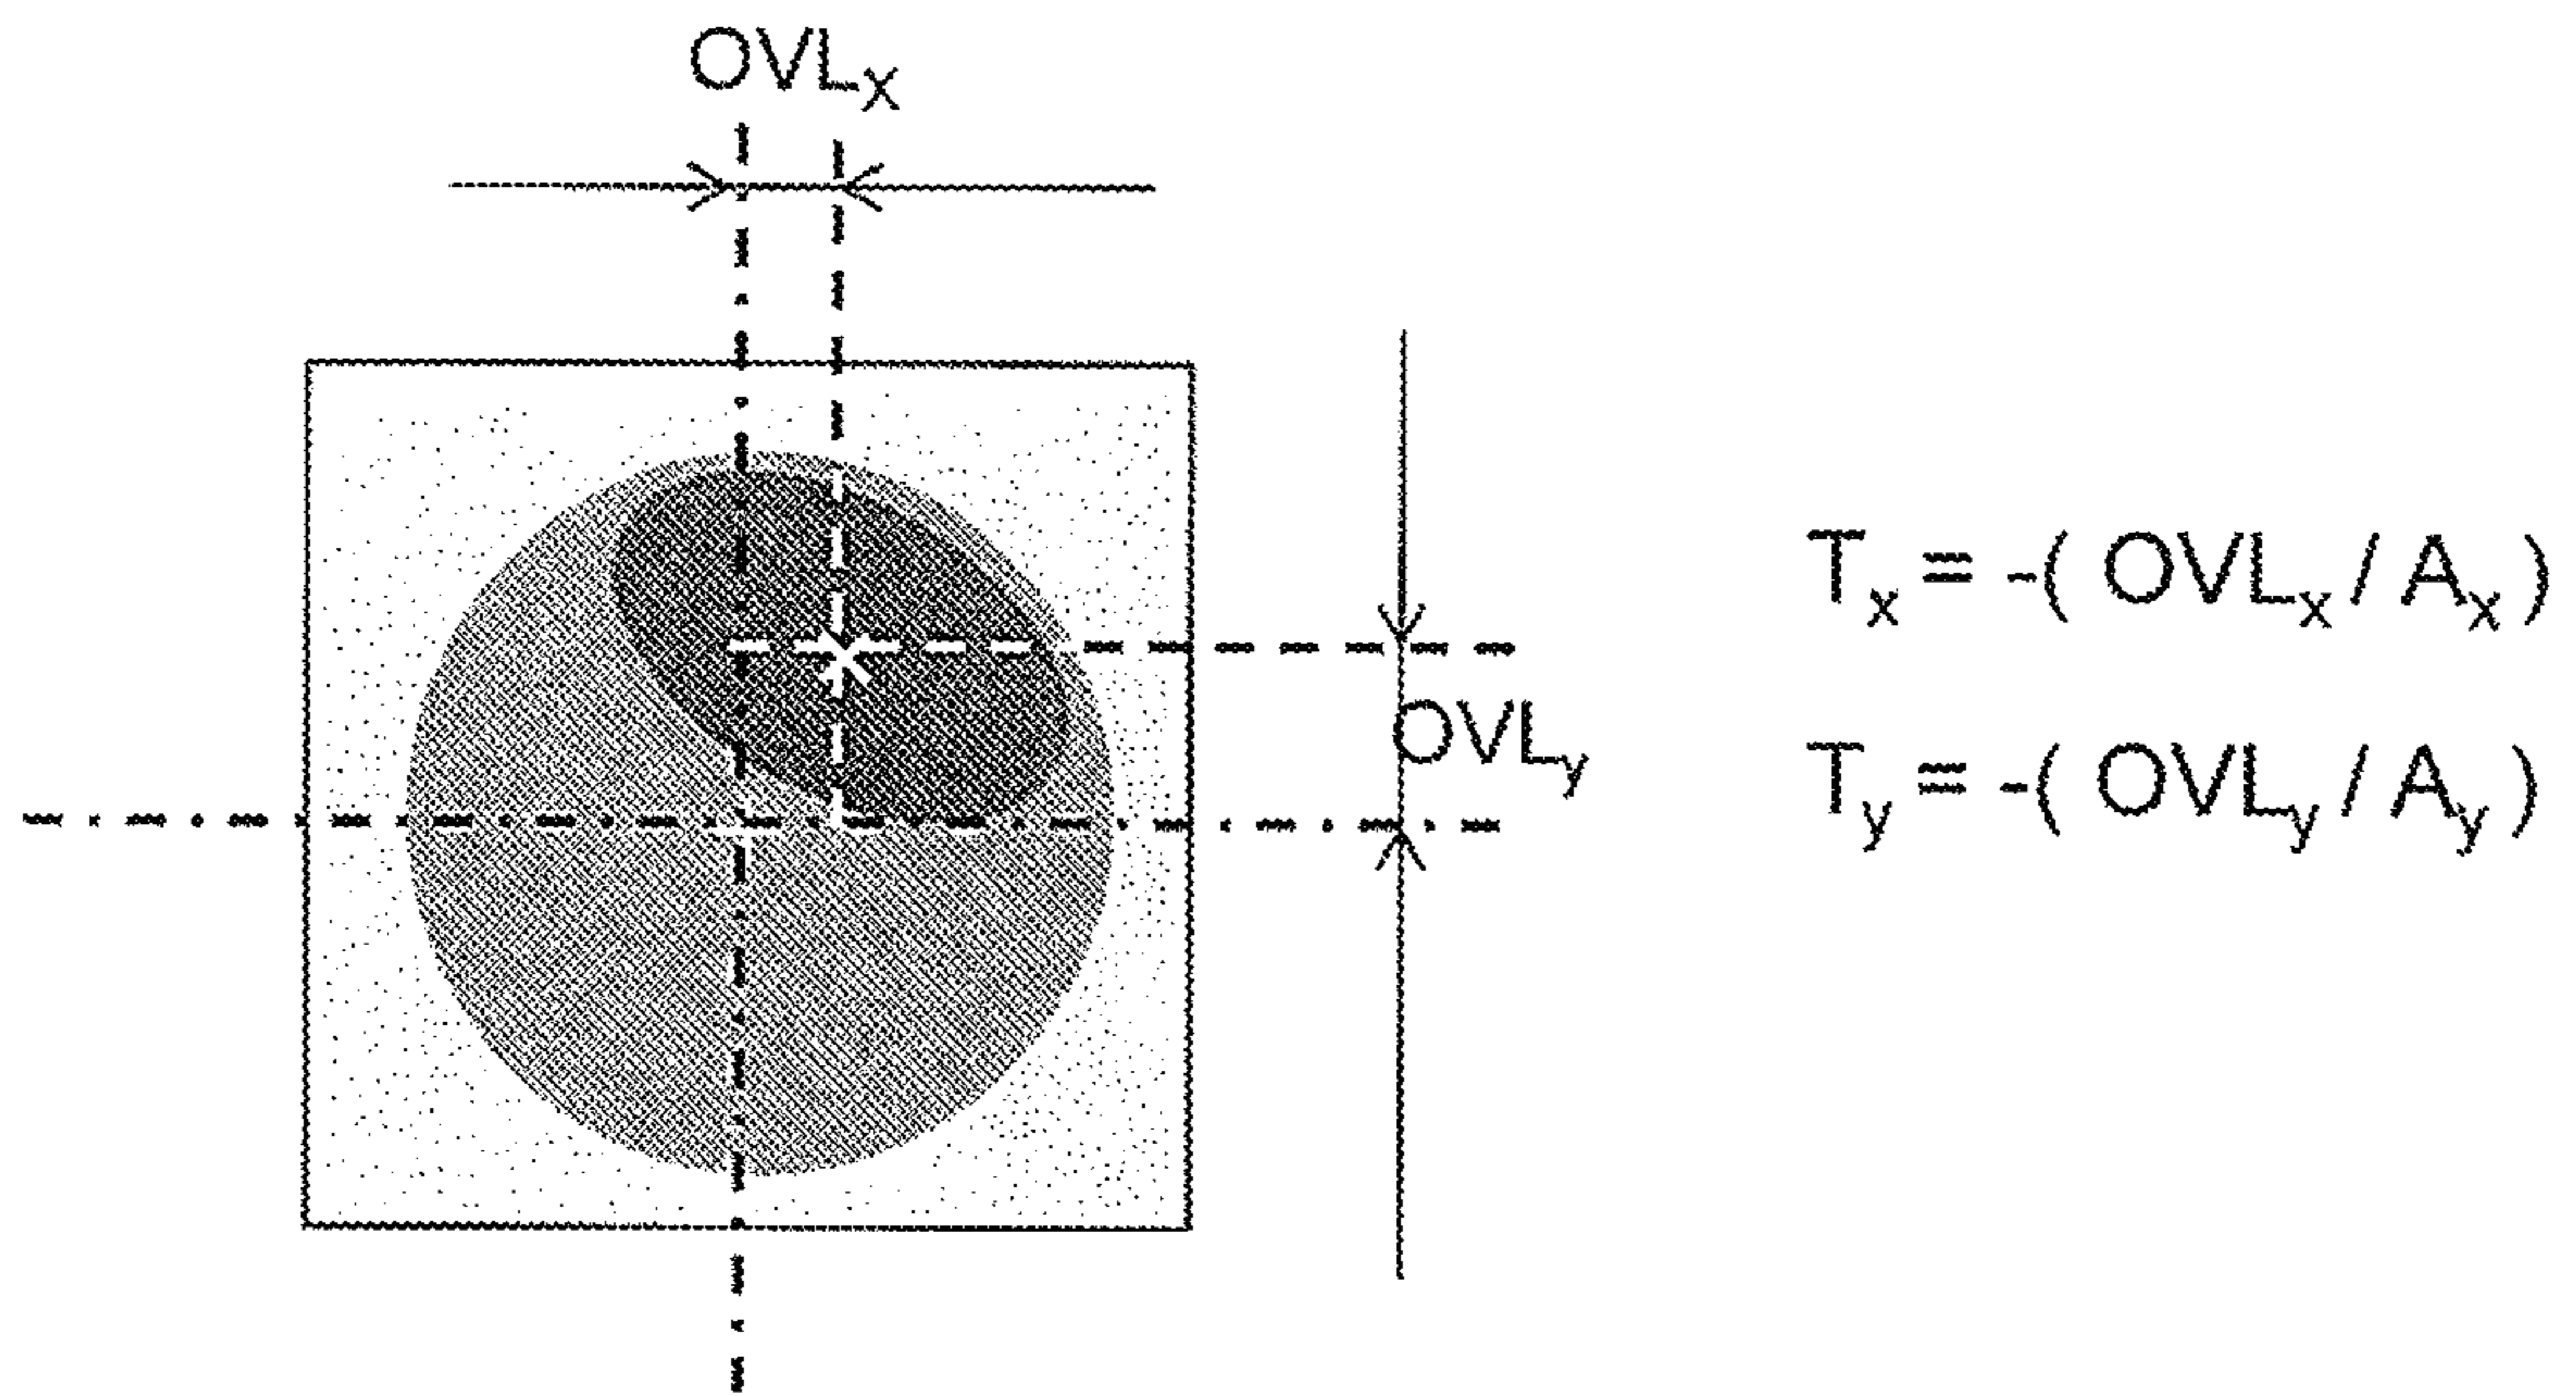 OVLX
Tx = -( OVLx / Ax )
OVLy
Ty = -( OVLy / Ay )